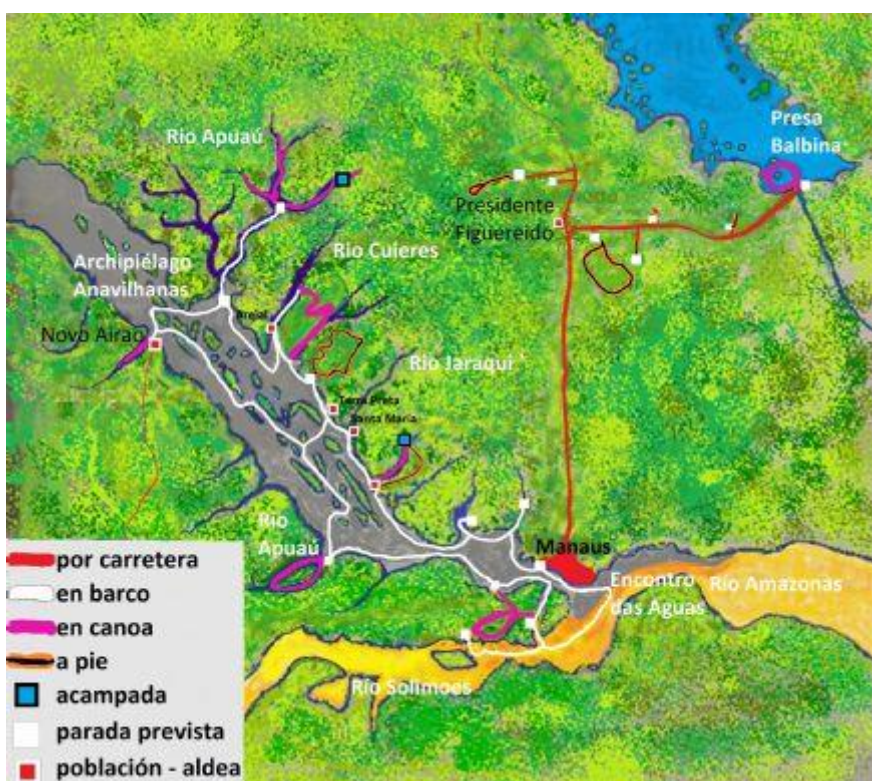 Rio Apuaú
Presa
Balbina
Presidente
Figuereido
Rio Cuieres
Archipiélago
Anavilhanas
Novo Airao
Rio Jaraqui
Terra Preta
Santa Maria
Rio
Apuaú
Manaus
Encontro
das Aguas
Rio Amazonas
Rio Solimoes
por carretera
en barco
en canoa
a pie
acampada
parada prevista
población - aldea